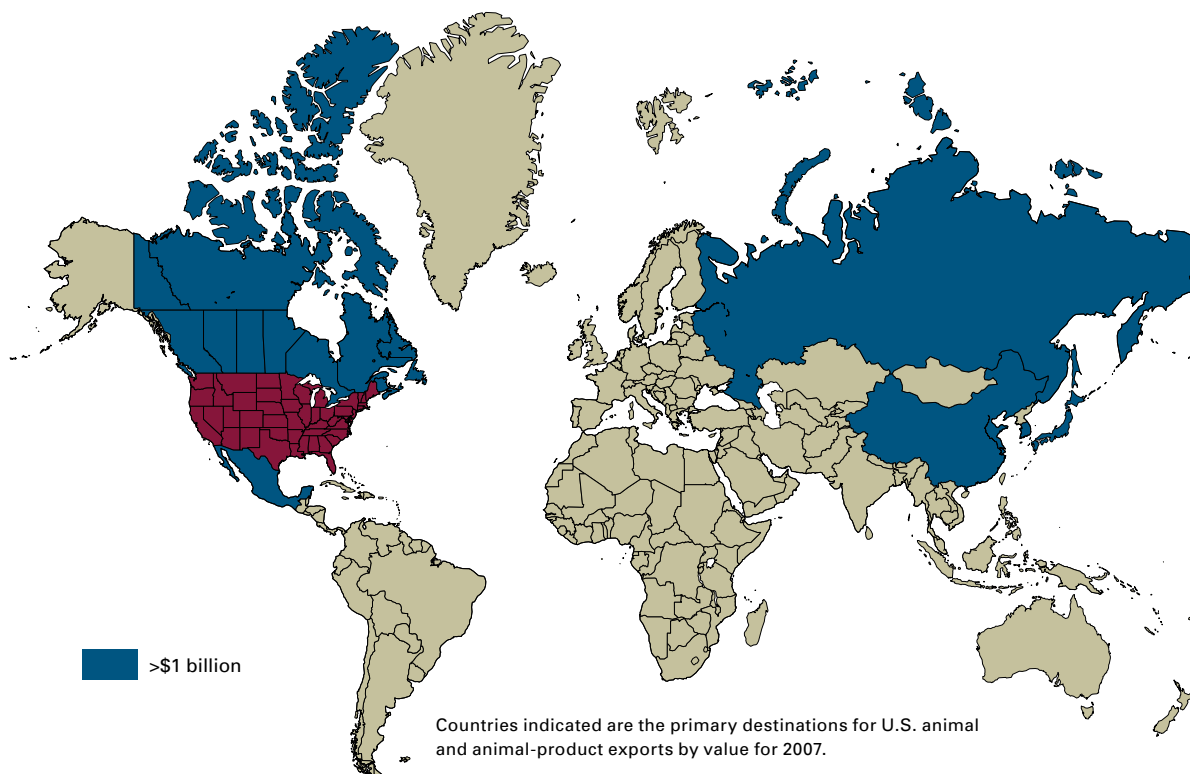 >$1 billion
Countries indicated are the primary destinations for U.S. animal
and animal-product exports by value for 2007.